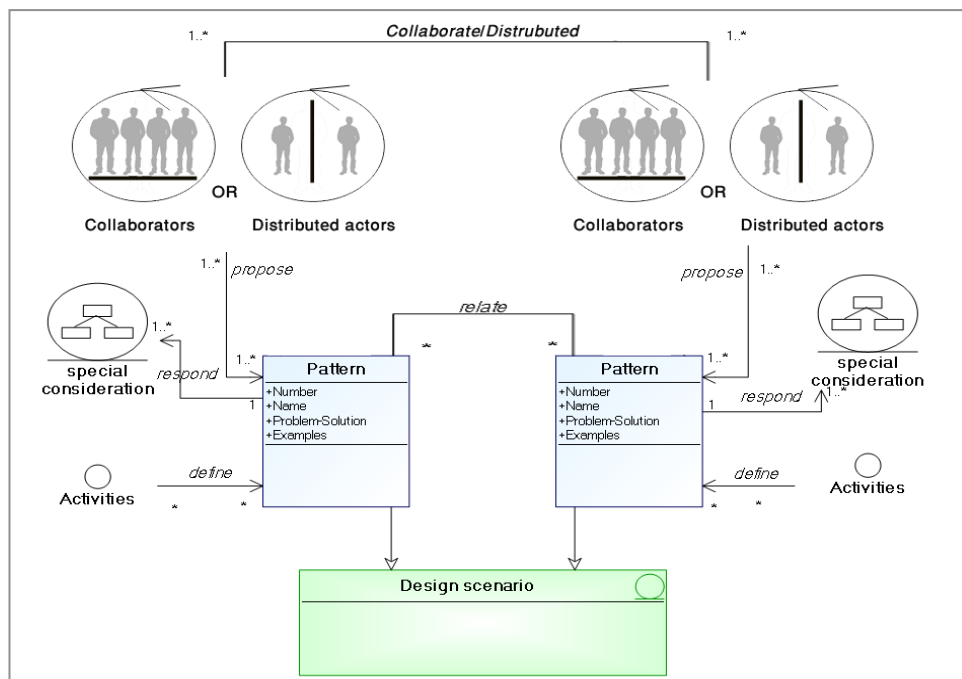 Collaborate/Distrubuted
1..*
1..*
OR
OR
Collaborators
Distributed actors
Collaborators
Distributed actors
1..*
propose
propose
1..*
relate
1..*
special
consideration
respond
1..*
*
*
1..*
special
consideration
respond
1..*
1
1
Pattern
+Number
+Name
+Problem-Solution
+Examples
Pattern
+Number
+Name
+Problem-Solution
+Examples
Activities
define
*
*
define
Activities
*
*
Design scenario